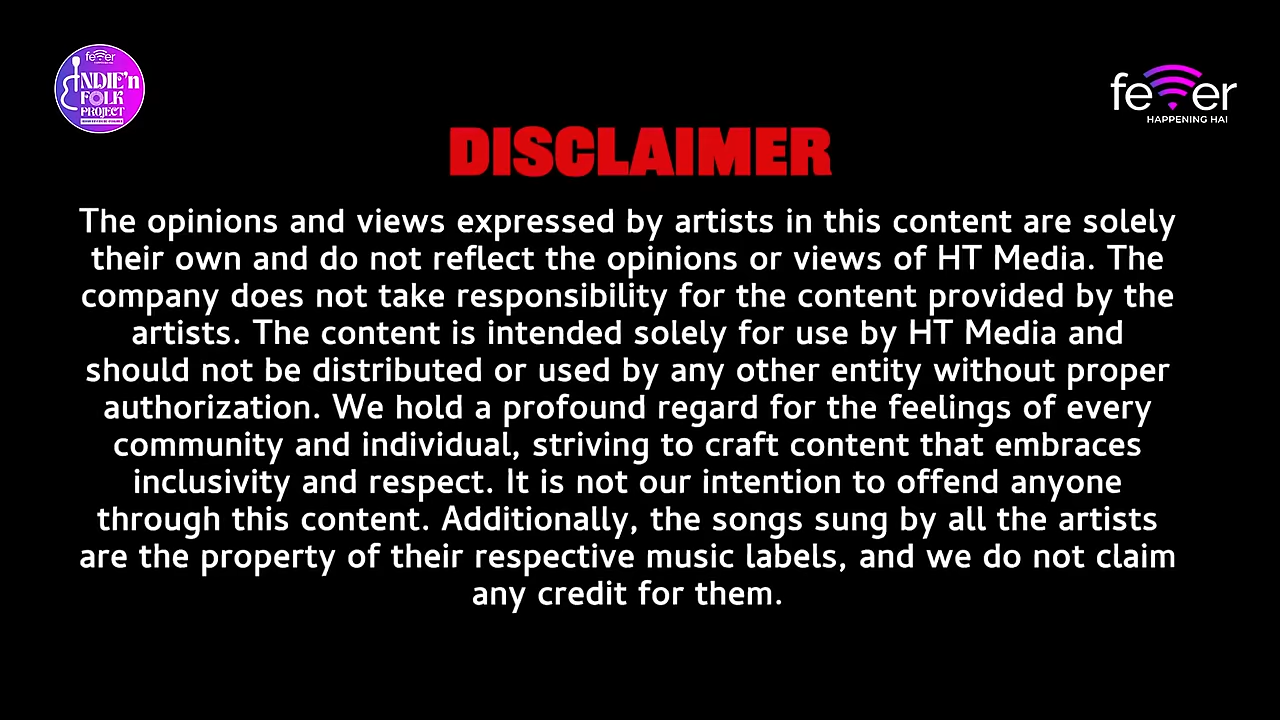 fever
INDIE'n
FOLK
PROJECT
fever
HAPPENING HAI
DISCLAIMER
The opinions and views expressed by artists in this content are solely
their own and do not reflect the opinions or views of HT Media. The
company does not take responsibility for the content provided by the
artists. The content is intended solely for use by HT Media and
should not be distributed or used by any other entity without proper
authorization. We hold a profound regard for the feelings of every
community and individual, striving to craft content that embraces
inclusivity and respect. It is not our intention to offend anyone
through this content. Additionally, the songs sung by all the artists
are the property of their respective music labels, and we do not claim
any credit for them.